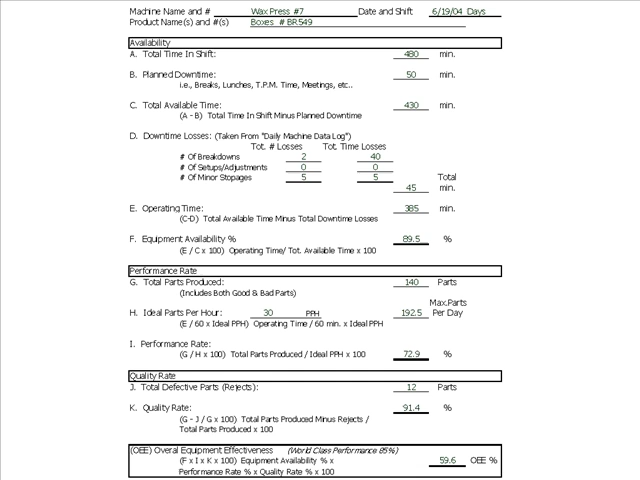 Machine Name and # Wax Press #7 Date and Shift 6/19/04 Days
Product Name(s) and #(s) Boxes # BR549
Availability
A. Total Time In Shift: 480 min.
B. Planned Downtime: 50 min.
i.e., Breaks, Lunches, T.P.M. Time, Meetings, etc..
C. Total Available Time: 430 min.
(A - B) Total Time In Shift Minus Planned Downtime
D. Downtime Losses: (Taken From "Daily Machine Data Log")
Tot. # Losses Tot. Time Losses
# Of Breakdowns 2 40
# Of Setups/Adjustments 0 0
# Of Minor Stopages 5 5 Total
45 min.
E. Operating Time: 385 min.
(C-D) Total Available Time Minus Total Downtime Losses
F. Equipment Availability % 89.5 %
(E / C x 100) Operating Time/ Tot. Available Time x 100
Performance Rate
G. Total Parts Produced: 140 Parts
(Includes Both Good & Bad Parts)
Max.Parts
H. Ideal Parts Per Hour: 30 PPH 192.5 Per Day
(E / 60 x Ideal PPH) Operating Time / 60 min. x Ideal PPH
I. Performance Rate:
(G / H x 100) Total Parts Produced / Ideal PPH x 100 72.9 %
Quality Rate
J. Total Defective Parts (Rejects): 12 Parts
K. Quality Rate: 91.4 %
(G - J / G x 100) Total Parts Produced Minus Rejects /
Total Parts Produced x 100
(OEE) Overal Equipment Effectiveness (World Class Performance 85%)
(F x I x K x 100) Equipment Availability % x 59.6 OEE %
Performance Rate % x Quality Rate % x 100